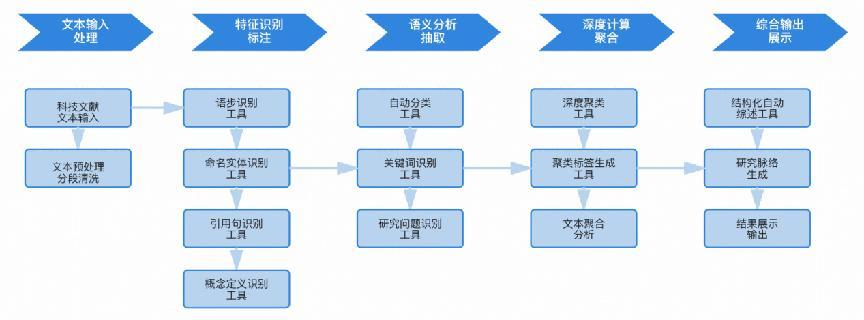 文本输入
处理
特征识别
标注
语义分析
抽取
深度计算
聚合
综合输出
展示
科技文献
文本输入
文本预处理
分段清洗
语步识别
工具
命名实体识别
工具
引用句识别
工具
概念定义识别
工具
自动分类
工具
关键词识别
工具
研究问题识别
工具
深度聚类
工具
聚类标签生成
工具
文本聚合
分析
结构化自动
综述工具
研究脉络
生成
结果展示
输出